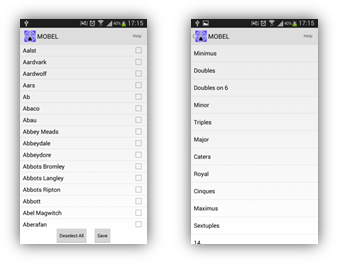 40% 17:15
MOBEL Help
Aalst
Aardvark
Aardwolf
Aars
Ab
Abaco
Abau
Abbey Meads
Abbeydale
Abbeydore
Abbots Bromley
Abbots Langley
Abbots Ripton
Abbott
Abel Magwitch
Aberafan
Deselect All Save
40% 17:15
MOBEL Help
Minimus
Doubles
Doubles on 6
Minor
Triples
Major
Caters
Royal
Cinques
Maximus
Sextuples
14